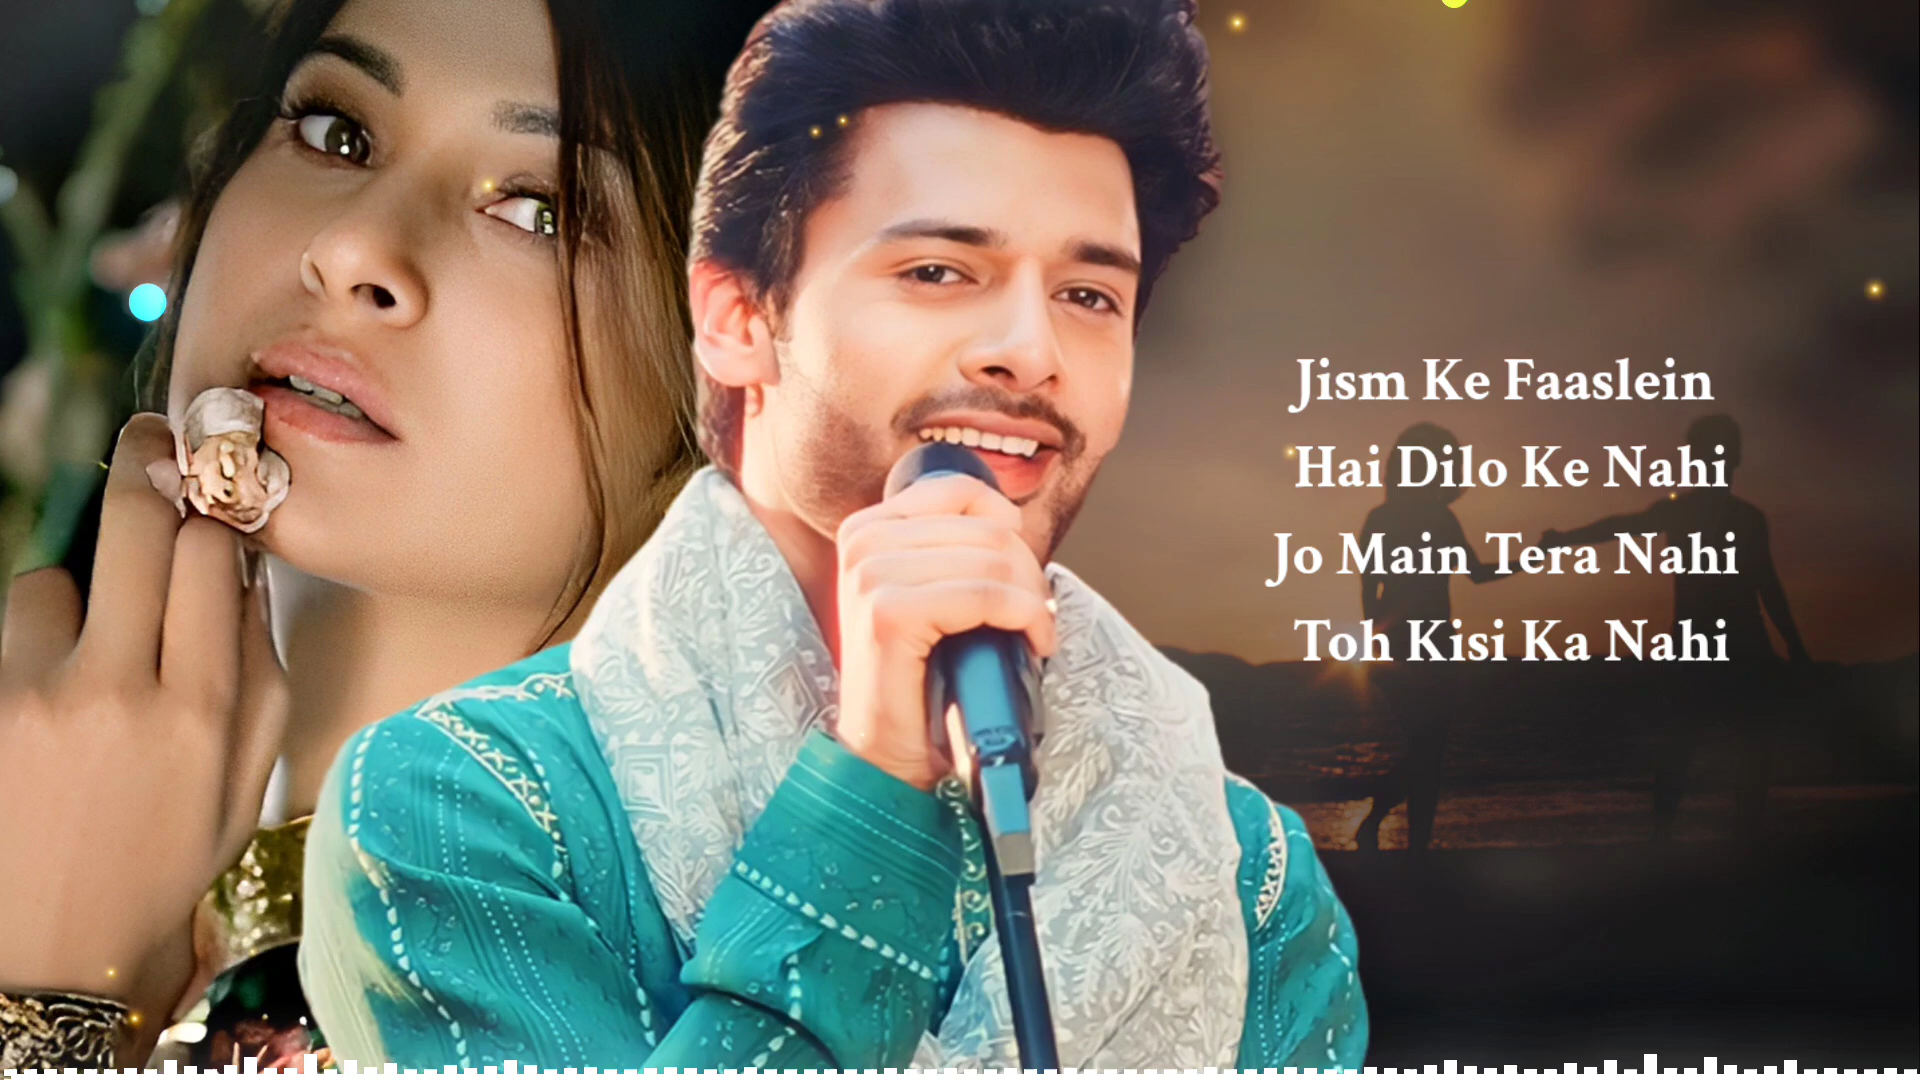 Jism Ke Faaslein
Hai Dilo Ke Nahi
Jo Main Tera Nahi
Toh Kisi Ka Nahi